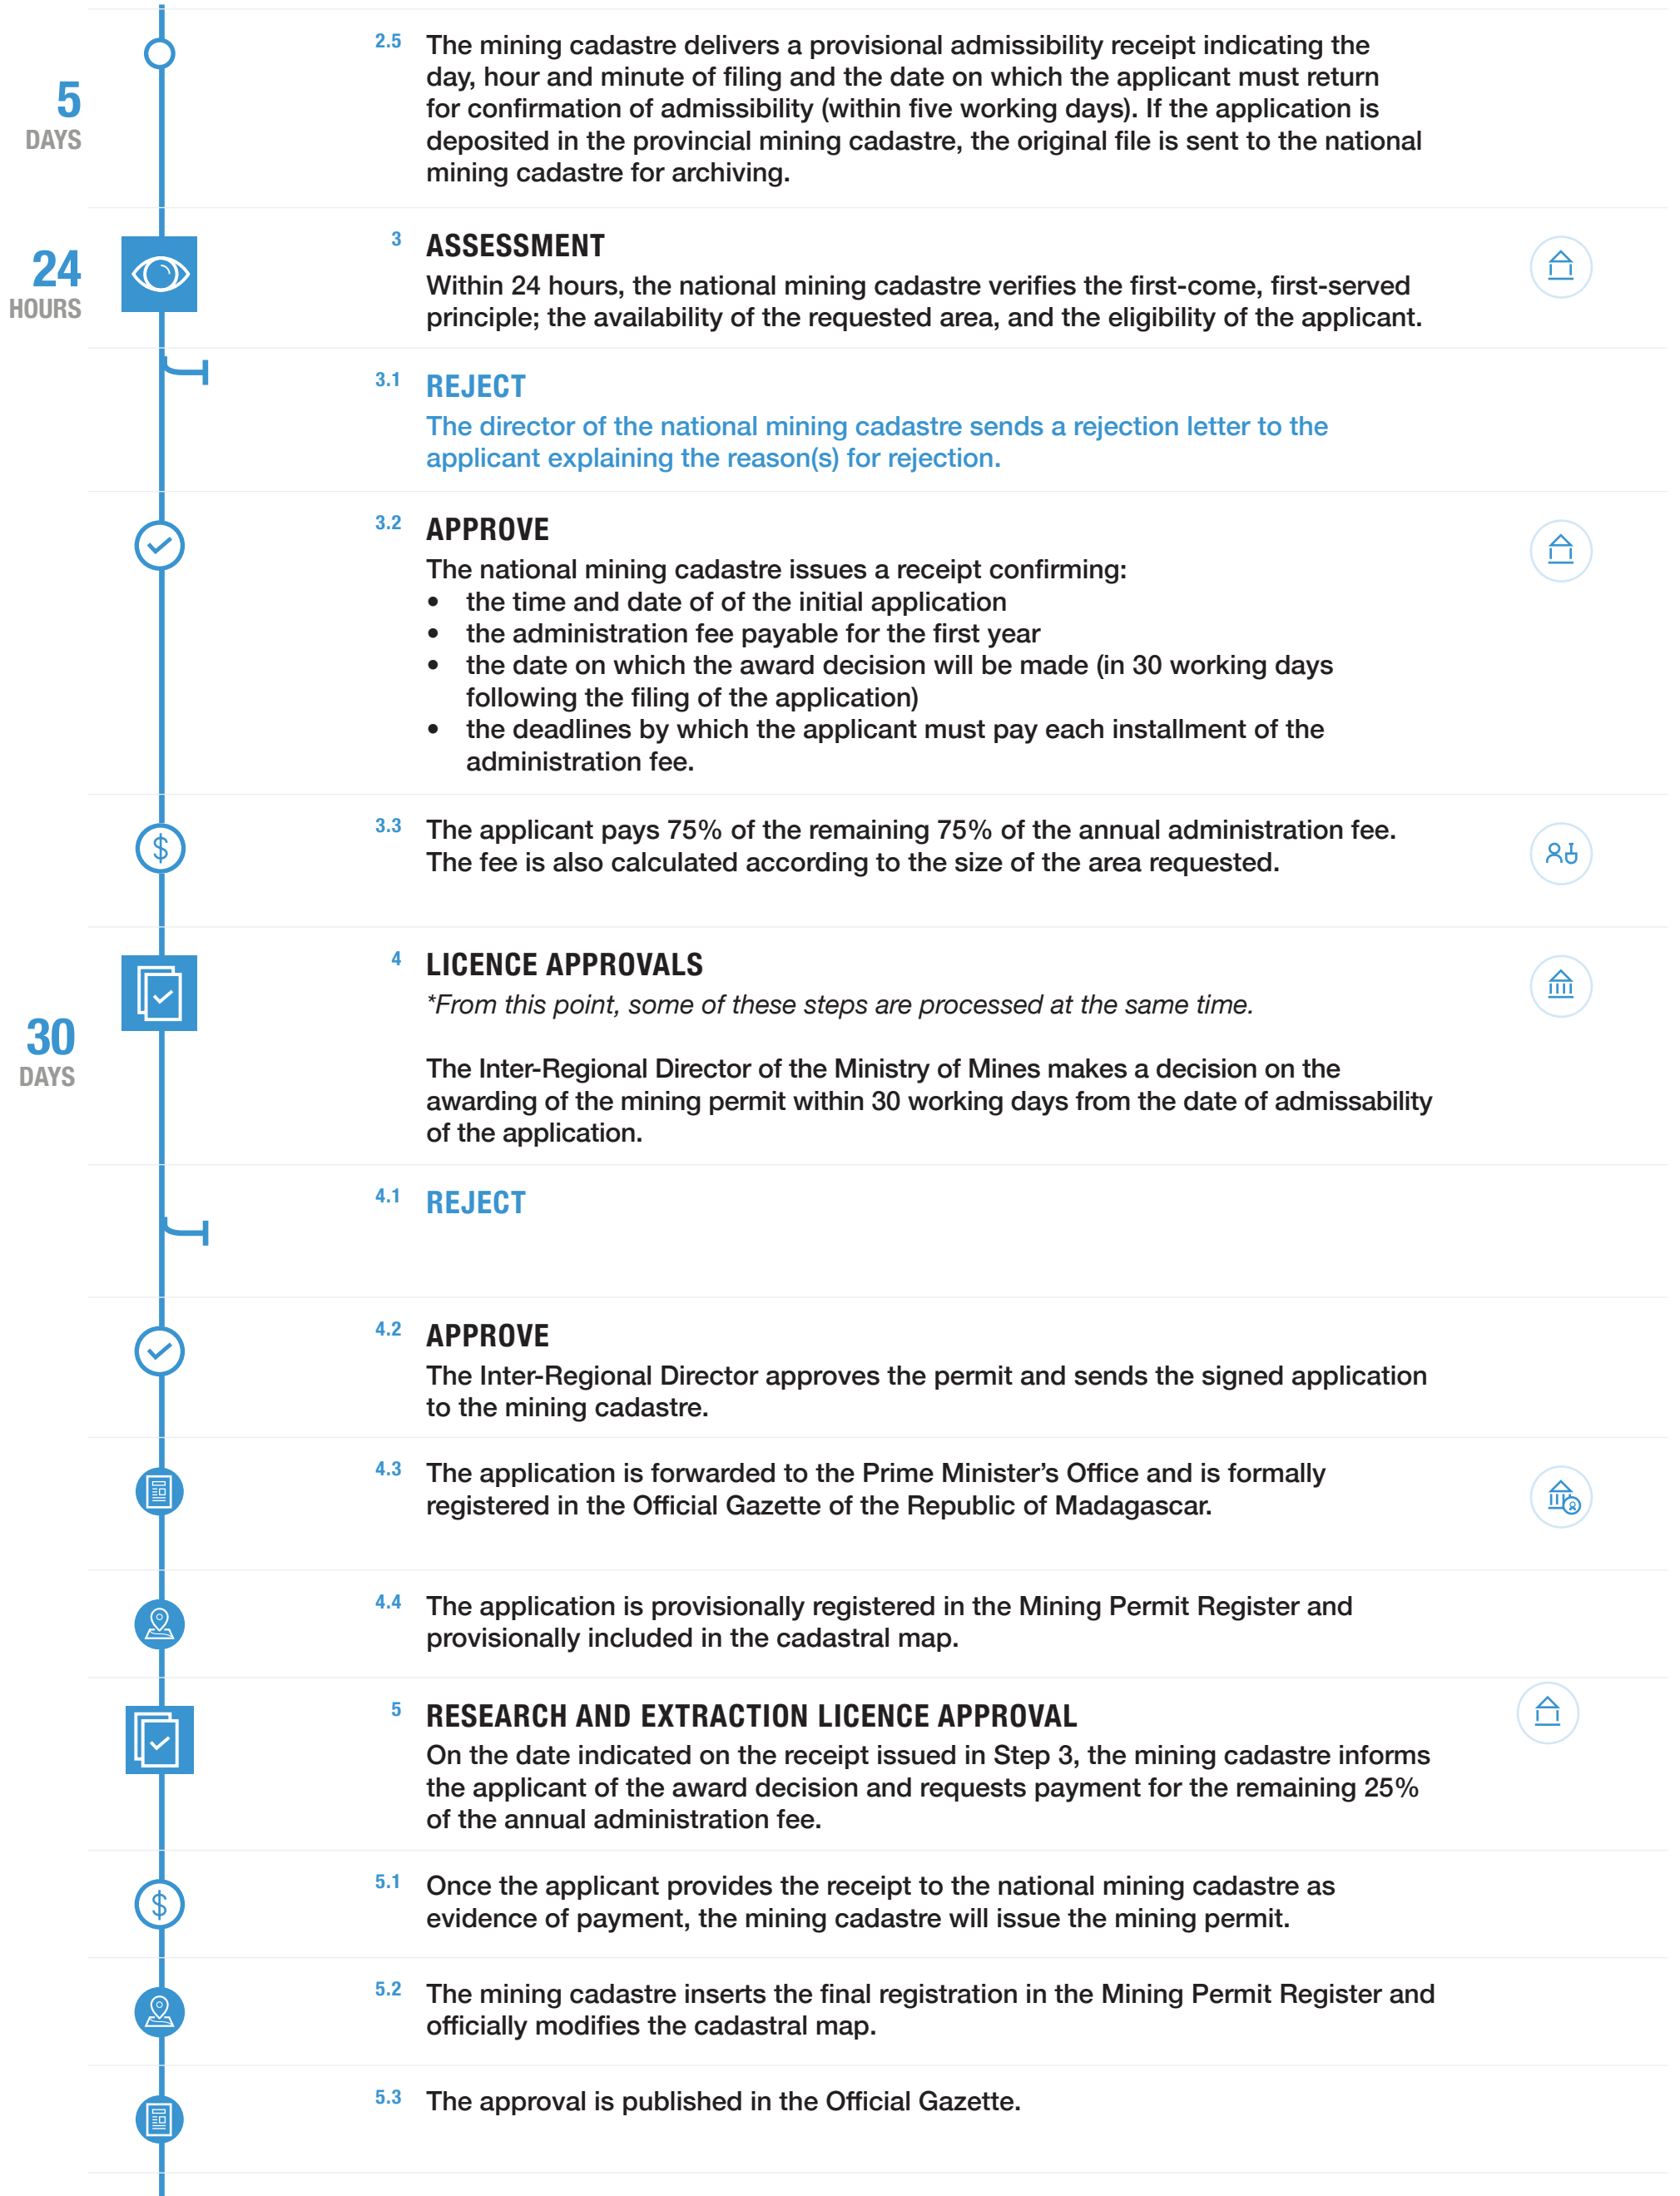 2.5 The mining cadastre delivers a provisional admissibility receipt indicating the
day, hour and minute of filing and the date on which the applicant must return
5 for confirmation of admissibility (within five working days). If the application is
DAYS deposited in the provincial mining cadastre, the original file is sent to the national
mining cadastre for archiving.
3 ASSESSMENT
24
HOURS
Within 24 hours, the national mining cadastre verifies the first-come, first-served
principle; the availability of the requested area, and the eligibility of the applicant.
3.1 REJECT
The director of the national mining cadastre sends a rejection letter to the
applicant explaining the reason(s) for rejection.
3.2 APPROVE
The national mining cadastre issues a receipt confirming:
• the time and date of of the initial application
• the administration fee payable for the first year
• the date on which the award decision will be made (in 30 working days
following the filing of the application)
• the deadlines by which the applicant must pay each installment of the
administration fee.
3.3 The applicant pays 75% of the remaining 75% of the annual administration fee.
The fee is also calculated according to the size of the area requested.
4 LICENCE APPROVALS
*From this point, some of these steps are processed at the same time.
30
DAYS
The Inter-Regional Director of the Ministry of Mines makes a decision on the
awarding of the mining permit within 30 working days from the date of admissability
of the application.
4.1 REJECT
4.2 APPROVE
The Inter-Regional Director approves the permit and sends the signed application
to the mining cadastre.
4.3 The application is forwarded to the Prime Minister's Office and is formally
registered in the Official Gazette of the Republic of Madagascar.
4.4 The application is provisionally registered in the Mining Permit Register and
provisionally included in the cadastral map.
5 RESEARCH AND EXTRACTION LICENCE APPROVAL
On the date indicated on the receipt issued in Step 3, the mining cadastre informs
the applicant of the award decision and requests payment for the remaining 25%
of the annual administration fee.
5.1 Once the applicant provides the receipt to the national mining cadastre as
evidence of payment, the mining cadastre will issue the mining permit.
5.2 The mining cadastre inserts the final registration in the Mining Permit Register and
officially modifies the cadastral map.
5.3 The approval is published in the Official Gazette.